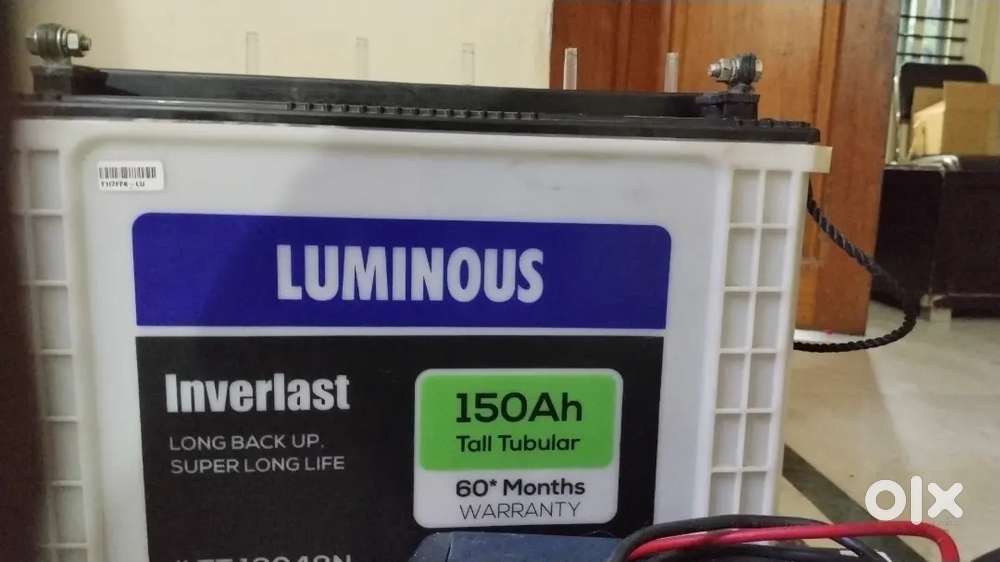 LUMINOUS
Inverlast
LONG BACK UP,
SUPER LONG LIFE
150Ah
Tall Tubular
60* Months
WARRANTY
olx